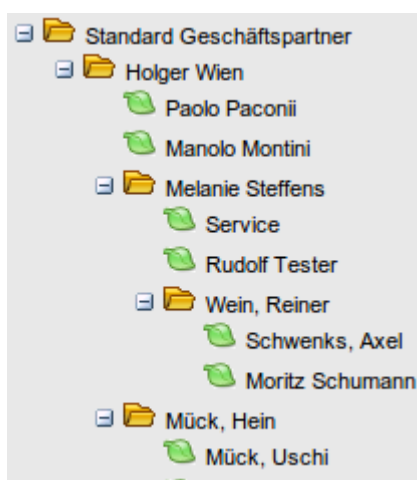 Standard Geschäftspartner
Holger Wien
Paolo Paconii
Manolo Montini
Melanie Steffens
Service
Rudolf Tester
Wein, Reiner
Schwenks, Axel
Moritz Schumann
Mück, Hein
Mück, Uschi